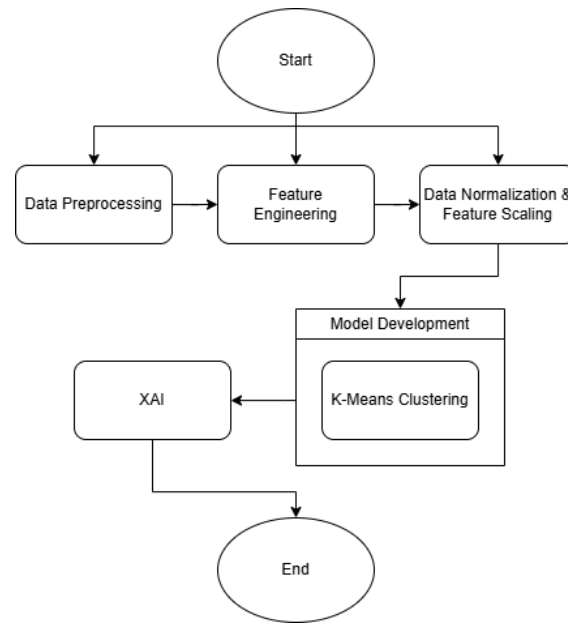 Start
Data Preprocessing
Feature
Engineering
Data Normalization &
Feature Scaling
Model Development
K-Means Clustering
XAI
End